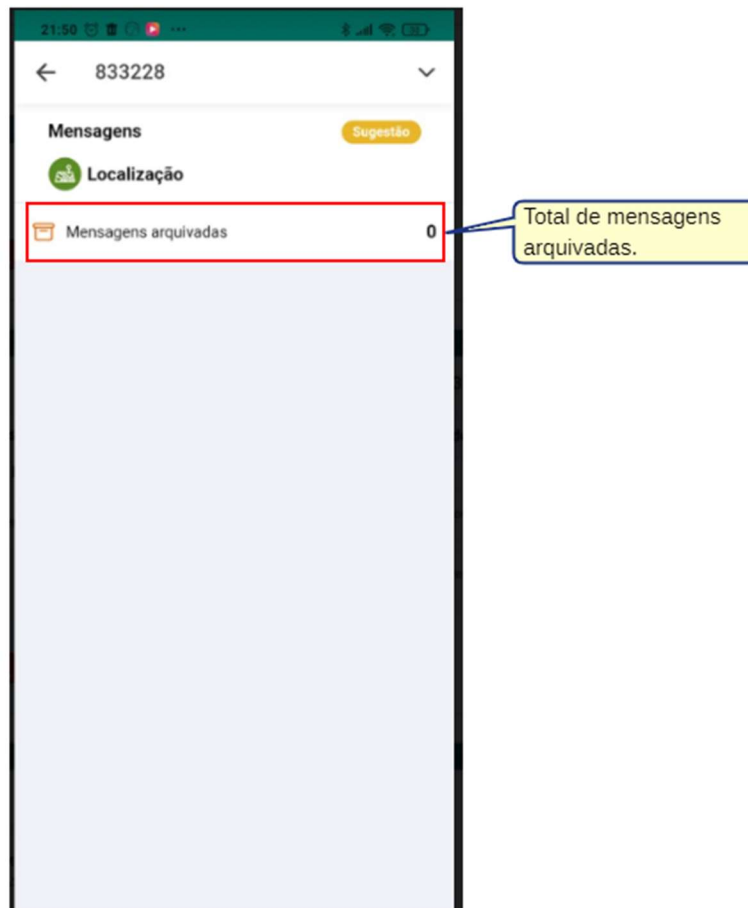 21:50
833228
Mensagens
Sugestão
Localização
Mensagens arquivadas 0
Total de mensagens
arquivadas.